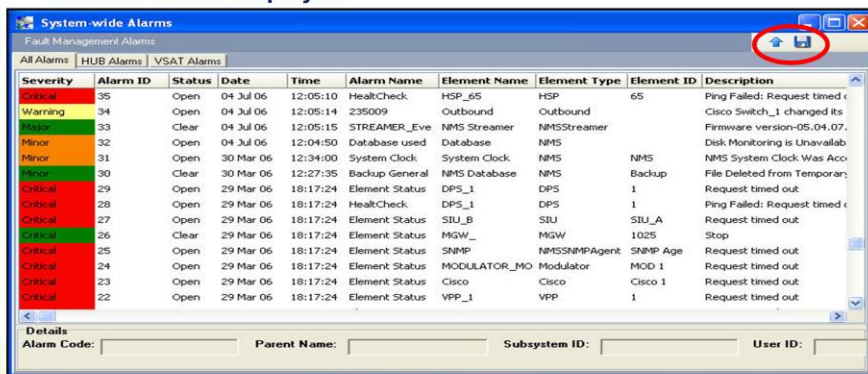 System-wide Alarms
Fault Management Alarms
All Alarms HUB Alarms VSAT Alarms
Severity Alarm ID Status Date Time Alarm Name Element Name Element Type Element ID Description
Critical 35 Open 04 Jul 06 12:05:10 HealtCheck HSP_65 HSP 65 Ping Failed: Request timed
Warning 34 Open 04 Jul 06 12:05:14 235009 Outbound Outbound Cisco Switch_1 changed its
Major 33 Clear 04 Jul 06 12:05:15 STREAMER_Eve NMS Streamer NMSStreamer Firmware version-05.04.07.
Minor 32 Open 04 Jul 06 12:04:50 Database used Database NMS Disk Monitoring is Unavailab
Minor 31 Open 30 Mar 06 12:34:00 System Clock System Clock NMS NMS NMS System Clock Was Acc
Minor 30 Clear 30 Mar 06 12:27:35 Backup General NMS Database NMS Backup File Deleted from Temporary
Critical 29 Open 29 Mar 06 18:17:24 Element Status DPS_1 DPS 1 Request timed out
Critical 28 Open 29 Mar 06 18:17:24 HealtCheck DPS_1 DPS 1 Ping Failed: Request timed
Critical 27 Open 29 Mar 06 18:17:24 Element Status SIU_B SIU SIU_A Request timed out
Critical 26 Clear 29 Mar 06 18:17:24 Element Status MGW_ MGW 1025 Stop
Critical 25 Open 29 Mar 06 18:17:24 Element Status SNMP NMSSNMPAgent SNMP Age Request timed out
Critical 24 Open 29 Mar 06 18:17:24 Element Status MODULATOR_MO Modulator MOD 1 Request timed out
Critical 23 Open 29 Mar 06 18:17:24 Element Status Cisco Cisco Cisco 1 Request timed out
Critical 22 Open 29 Mar 06 18:17:24 Element Status VPP_1 VPP 1 Request timed out
Details
Alarm Code: Parent Name: Subsystem ID: User ID: